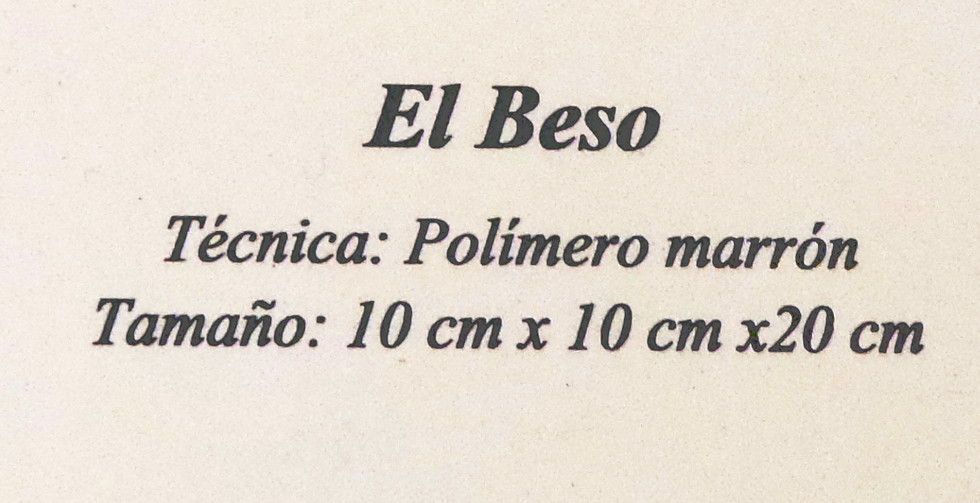 El Beso
Técnica: Polímero marrón
Tamaño: 10 cm x 10 cm x20 cm